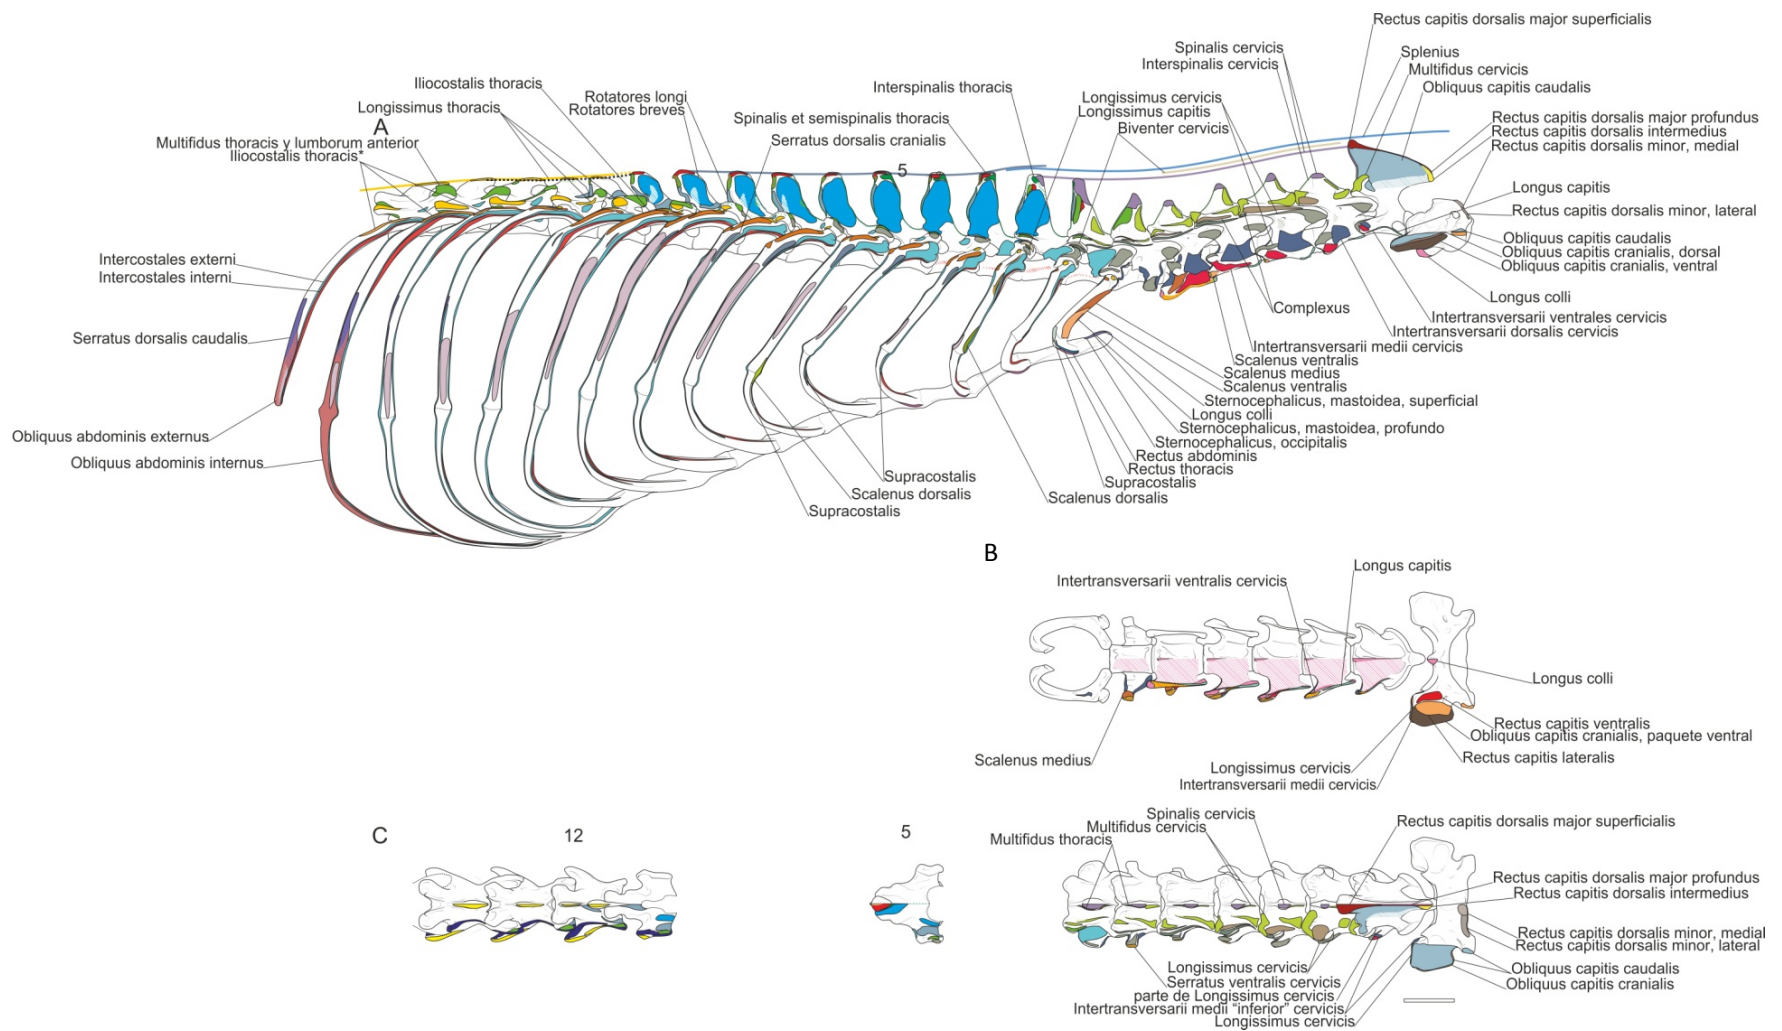 Rectus capitis dorsalis major superficialis
Spinalis cervicis
Interspinalis cervicis
Splenius
Multifidus cervicis
Obliquus capitis caudalis
Iliocostalis thoracis
Longissimus thoracis
A
Multifidus thoracis y lumborum anterior
Iliocostalis thoracis*
Rotatores longi
Rotatores breves
Interspinalis thoracis
Spinalis et semispinalis thoracis
Serratus dorsalis cranialis
Longissimus cervicis
Longissimus capitis
Biventer cervicis
5
Rectus capitis dorsalis major profundus
Rectus capitis dorsalis intermedius
Rectus capitis dorsalis minor, medial
Longus capitis
Rectus capitis dorsalis minor, lateral
Obliquus capitis caudalis
Obliquus capitis cranialis, dorsal
Obliquus capitis cranialis, ventral
Longus colli
Intertransversarii ventrales cervicis
Intertransversarii dorsales cervicis
Complexus
Intertransversarii medii cervicis
Scalenus ventralis
Scalenus medius
Scalenus ventralis
Sternocephalicus, mastoidea, superficial
Longus colli
Sternocephalicus, mastoidea, profundo
Sternocephalicus, occipitalis
Rectus abdominis
Rectus thoracis
Supracostalis
Scalenus dorsalis
Intercostales externi
Intercostales interni
Serratus dorsalis caudalis
Obliquus abdominis externus
Obliquus abdominis internus
Supracostalis
Scalenus dorsalis
Supracostalis
B
Longus capitis
Intertransversarii ventralis cervicis
Longus colli
Rectus capitis ventralis
Obliquus capitis cranialis, paquete ventral
Rectus capitis lateralis
Scalenus medius
Longissimus cervicis
Intertransversarii medii cervicis
C
12
5
Spinalis cervicis
Multifidus cervicis
Multifidus thoracis
Rectus capitis dorsalis major superficialis
Rectus capitis dorsalis major profundus
Rectus capitis dorsalis intermedius
Rectus capitis dorsalis minor, medial
Rectus capitis dorsalis minor, lateral
Obliquus capitis caudalis
Obliquus capitis cranialis
Longissimus cervicis
Serratus ventralis cervicis
parte de Longissimus cervicis
Intertransversarii medii “inferior” cervicis
Longissimus cervicis